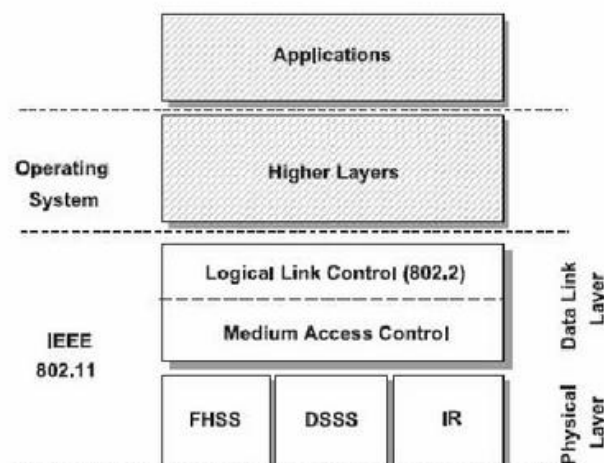 Applications
Operating
System
Higher Layers
Logical Link Control (802.2)
Medium Access Control
IEEE
802.11
Data Link
Layer
FHSS
DSSS
IR
Physical
Layer